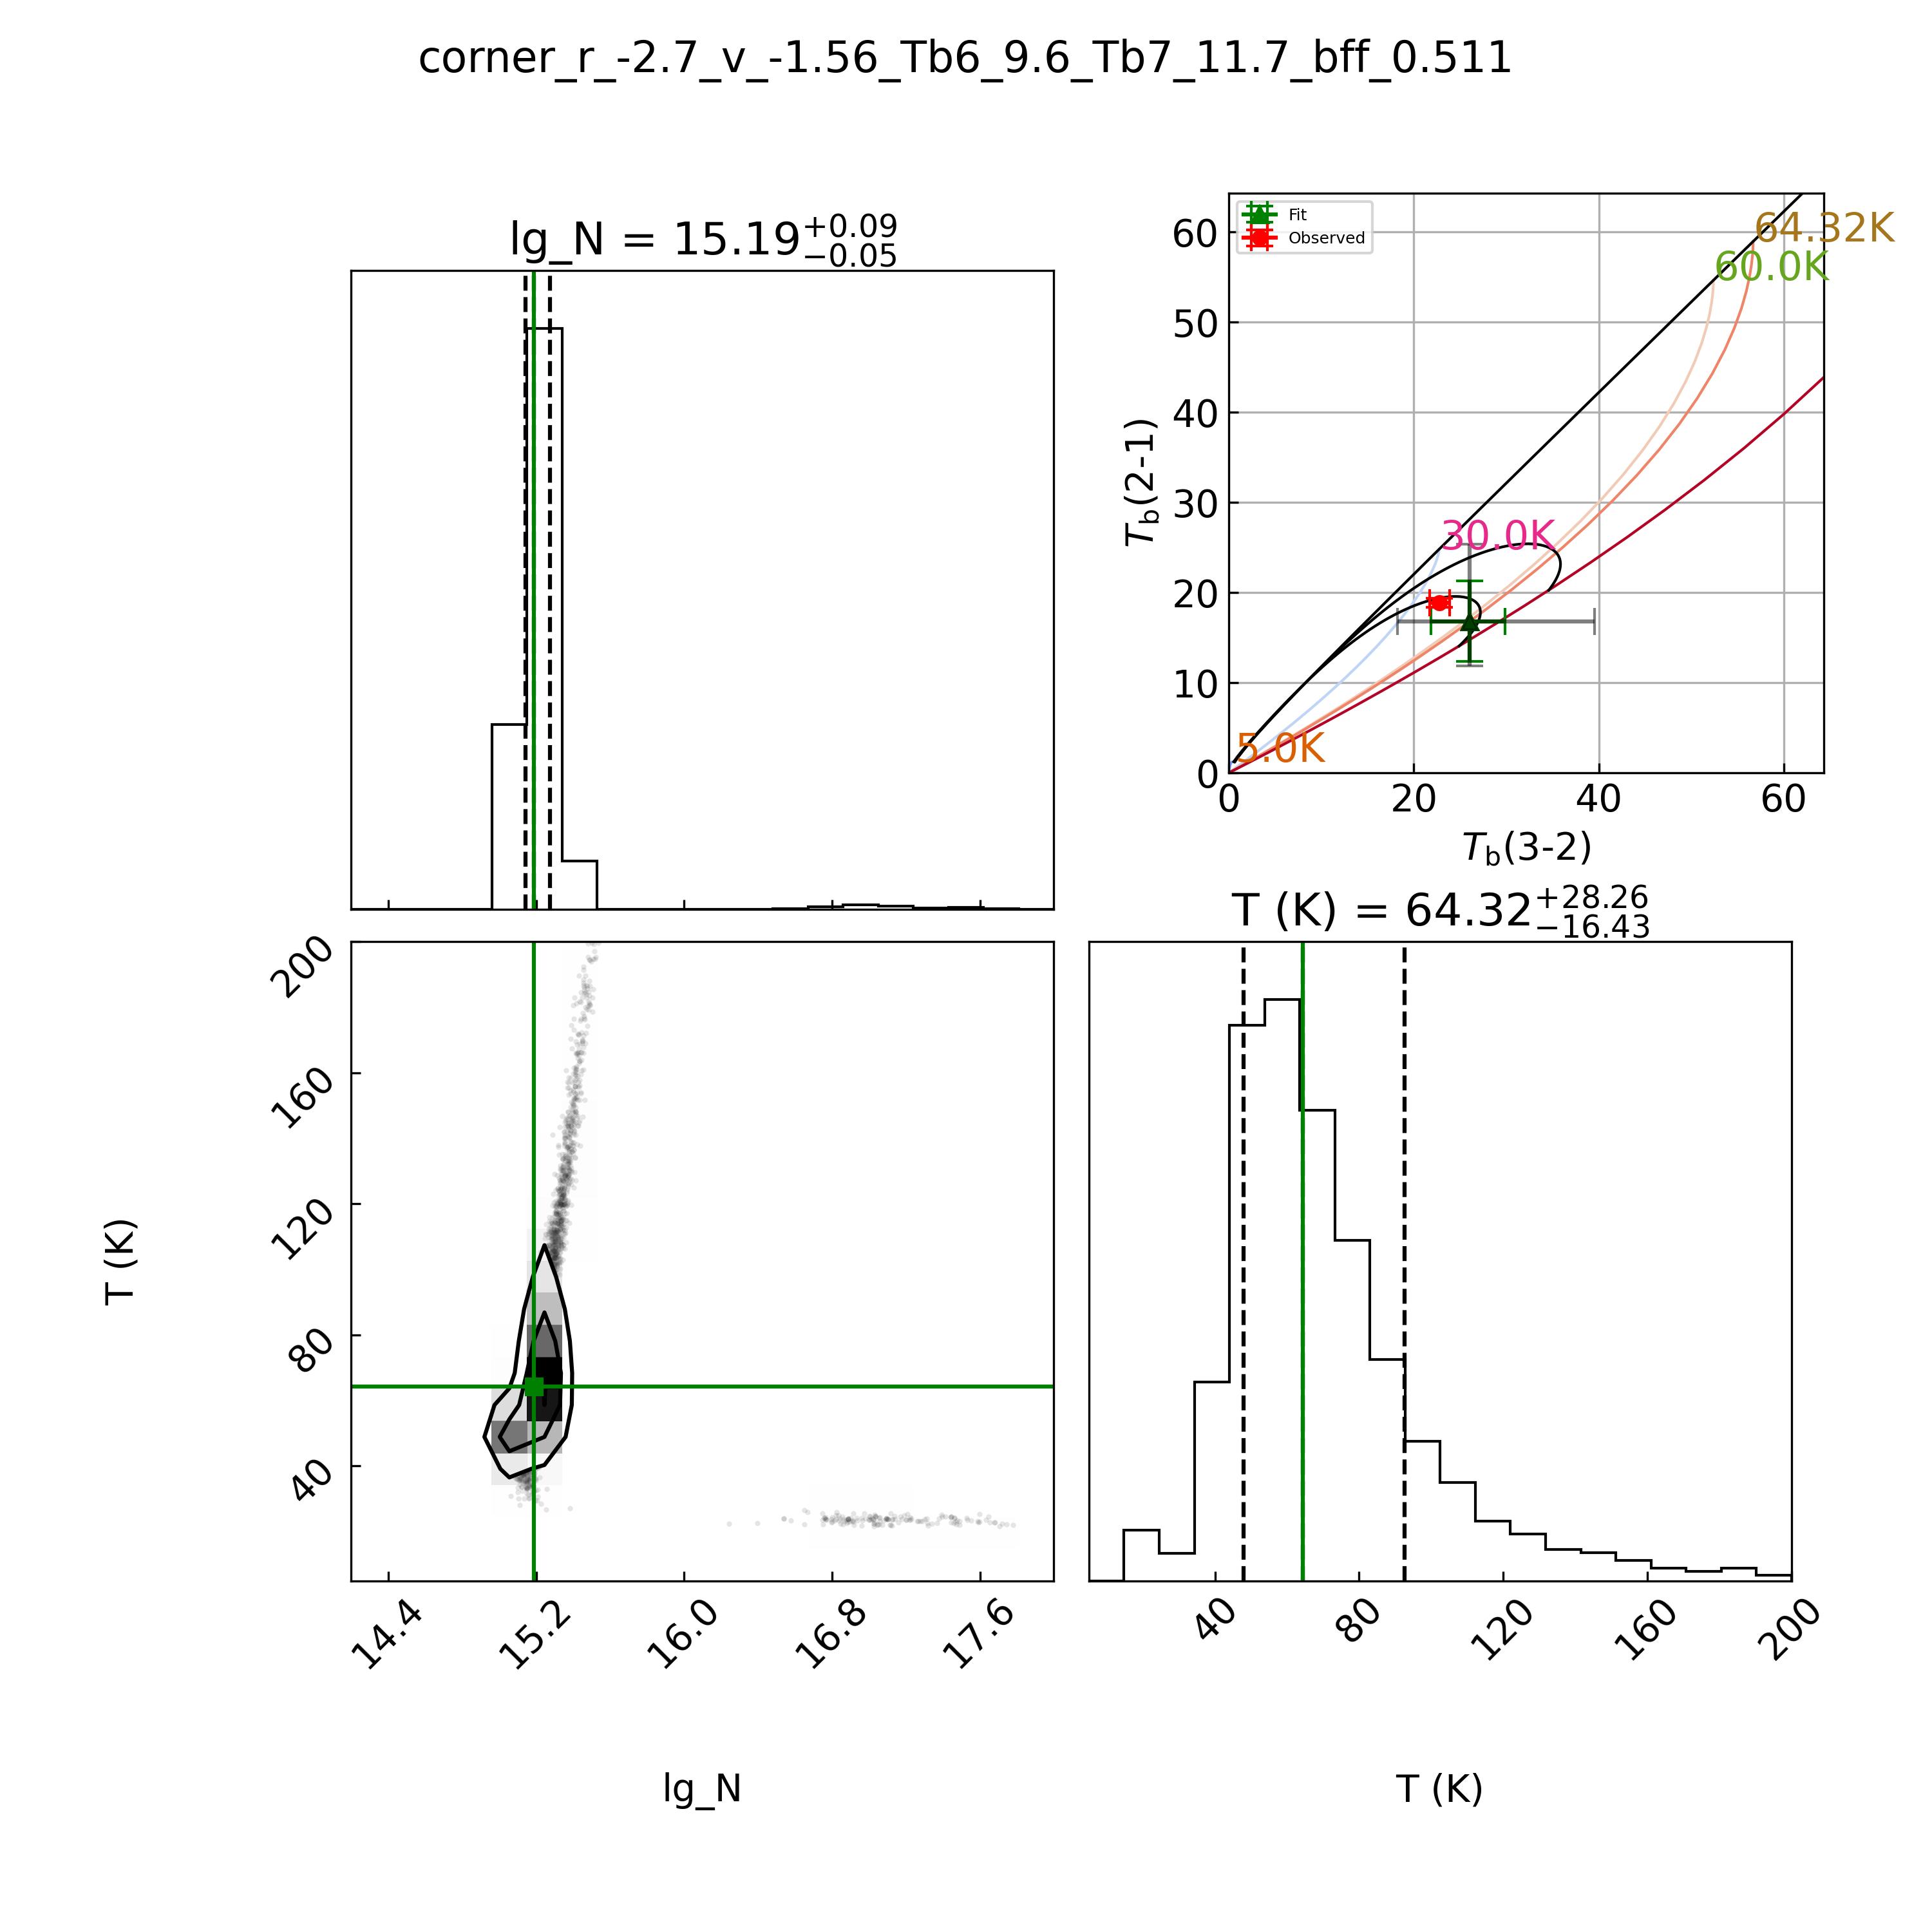 corner_r_-2.7_v_-1.56_Tb6_9.6_Tb7_11.7_bff_0.511
lg_N = 15.19+0.09−0.05
Fit
Observed
64.32K
60.0K
30.0K
5.0K
60
50
40
30
20
10
0
Tb(2-1)
0 20 40 60
Tb(3-2)
T (K) = 64.32+28.26−16.43
200
160
120
80
40
T (K)
14.4 15.2 16.0 16.8 17.6
lg_N
40 80 120 160 200
T (K)